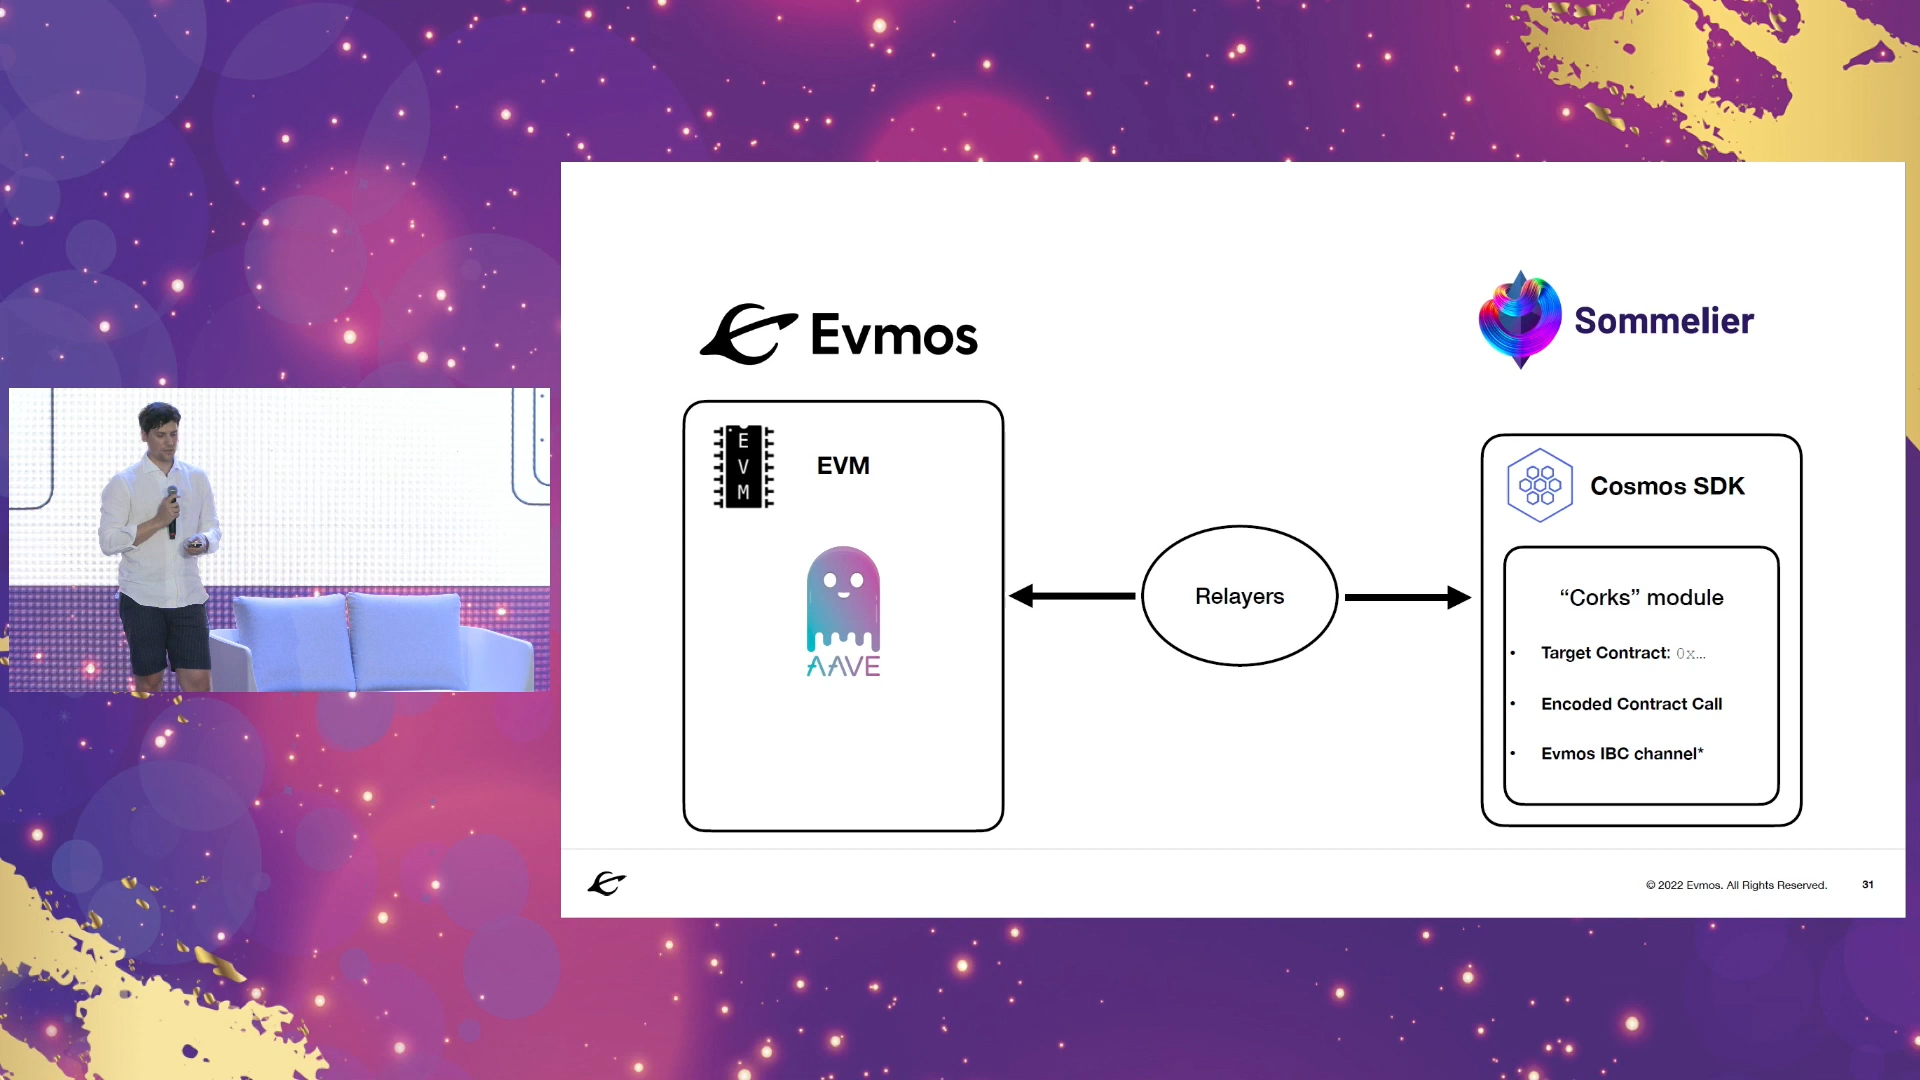 Evmos
Sommelier
E
V
M
EVM
AAVE
Relayers
Cosmos SDK
“Corks” module
• Target Contract: 0x...
• Encoded Contract Call
• Evmos IBC channel*
© 2022 Evmos. All Rights Reserved.
31